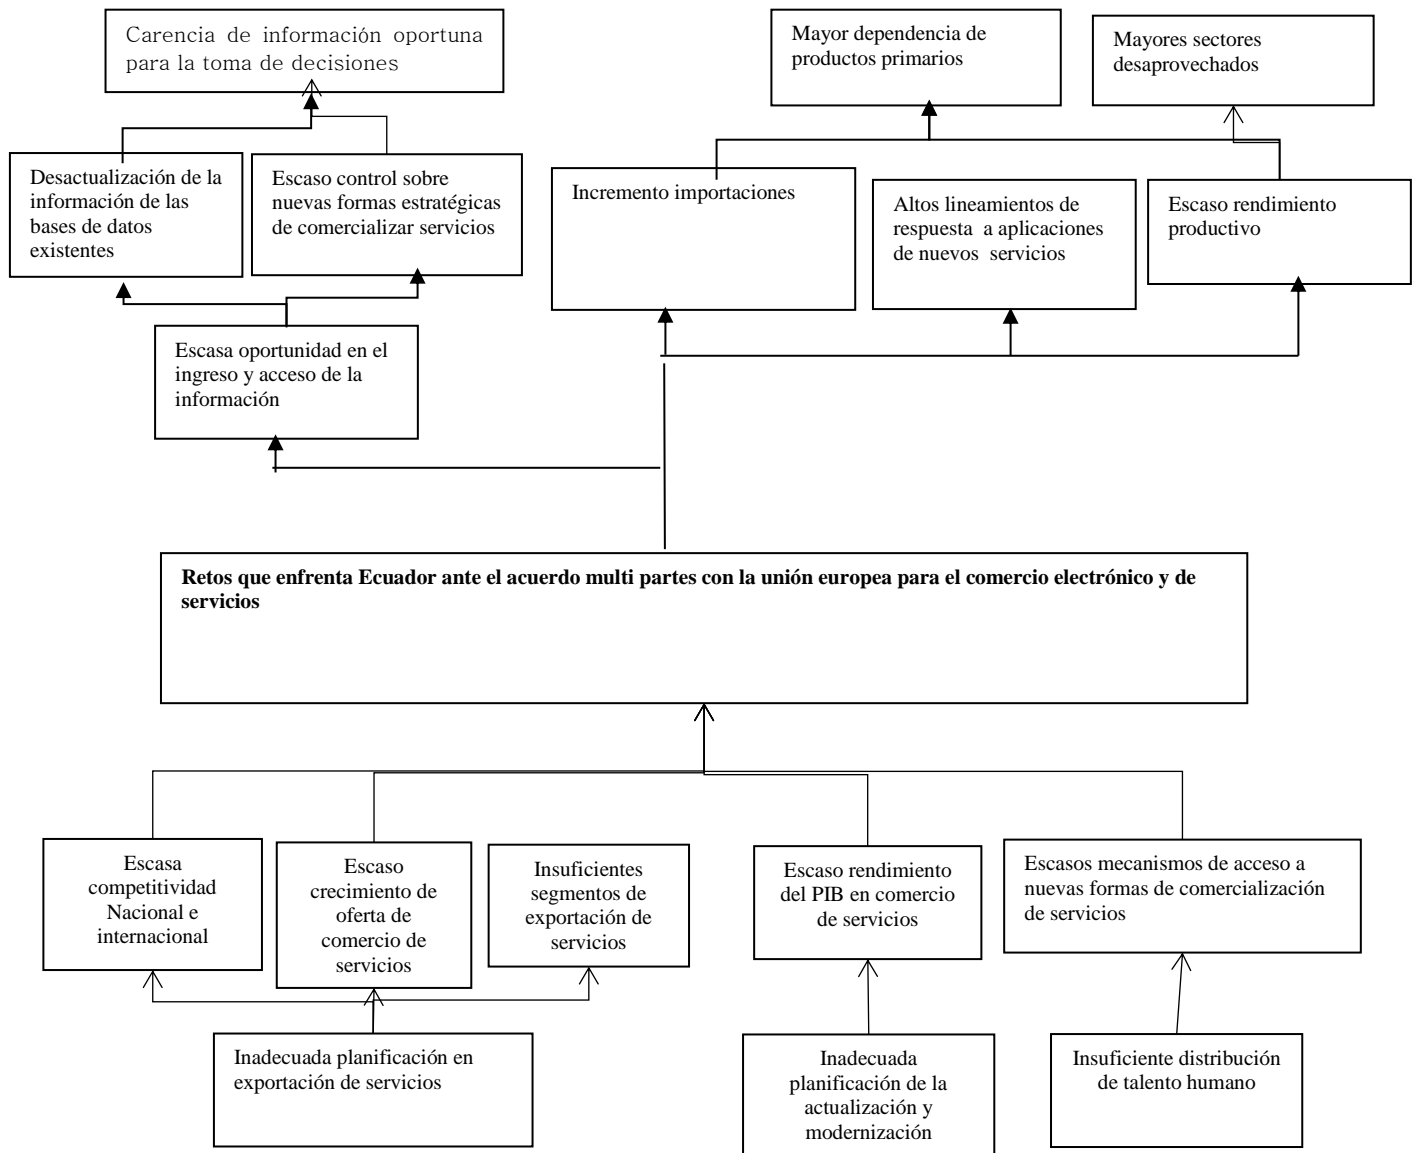 Carencia de información oportuna
para la toma de decisiones
Mayor dependencia de
productos primarios
Mayores sectores
desaprovechados
Desactualización de la
información de las
bases de datos
existentes
Escaso control sobre
nuevas formas estratégicas
de comercializar servicios
Incremento importaciones
Altos lineamientos de
respuesta a aplicaciones
de nuevos servicios
Escaso rendimiento
productivo
Escasa oportunidad en el
ingreso y acceso de la
información
Retos que enfrenta Ecuador ante el acuerdo multi partes con la unión europea para el comercio electrónico y de
servicios
Escasa
competitividad
Nacional e
internacional
Escaso
crecimiento de
oferta de
comercio de
servicios
Insuficientes
segmentos de
exportación de
servicios
Escaso rendimiento
del PIB en comercio
de servicios
Escasos mecanismos de acceso a
nuevas formas de comercialización
de servicios
Inadecuada planificación en
exportación de servicios
Inadecuada
planificación de la
actualización y
modernización
Insuficiente distribución
de talento humano